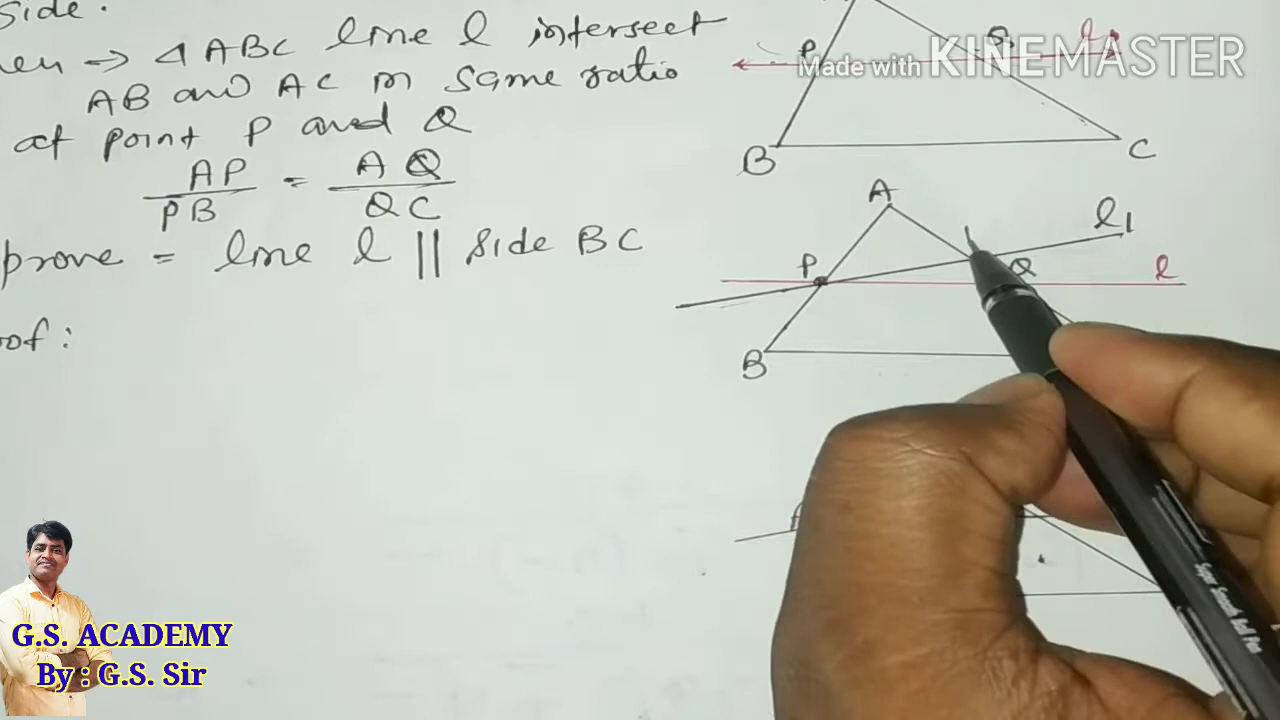 Side.
→ △ABC line l intersect
AB and AC in same ratio
at point P and Q
AP/PB = AQ/QC
prove = line l || side BC
P
l
Made with KINEMASTER
B
C
A
l1
P
Q
l
B
G.S. ACADEMY
By : G.S. Sir